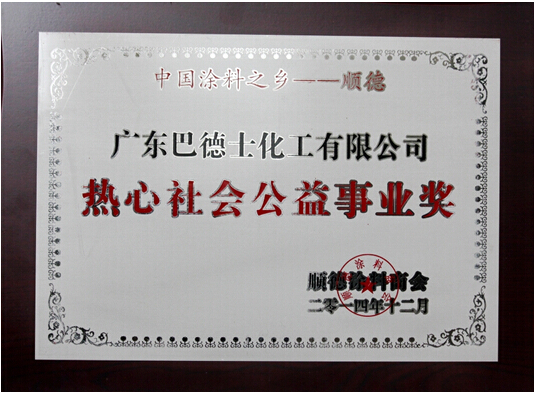 中国涂料之乡——顺德
广东巴德士化工有限公司
热心社会公益事业奖
顺德涂料商会
二零一四年十二月